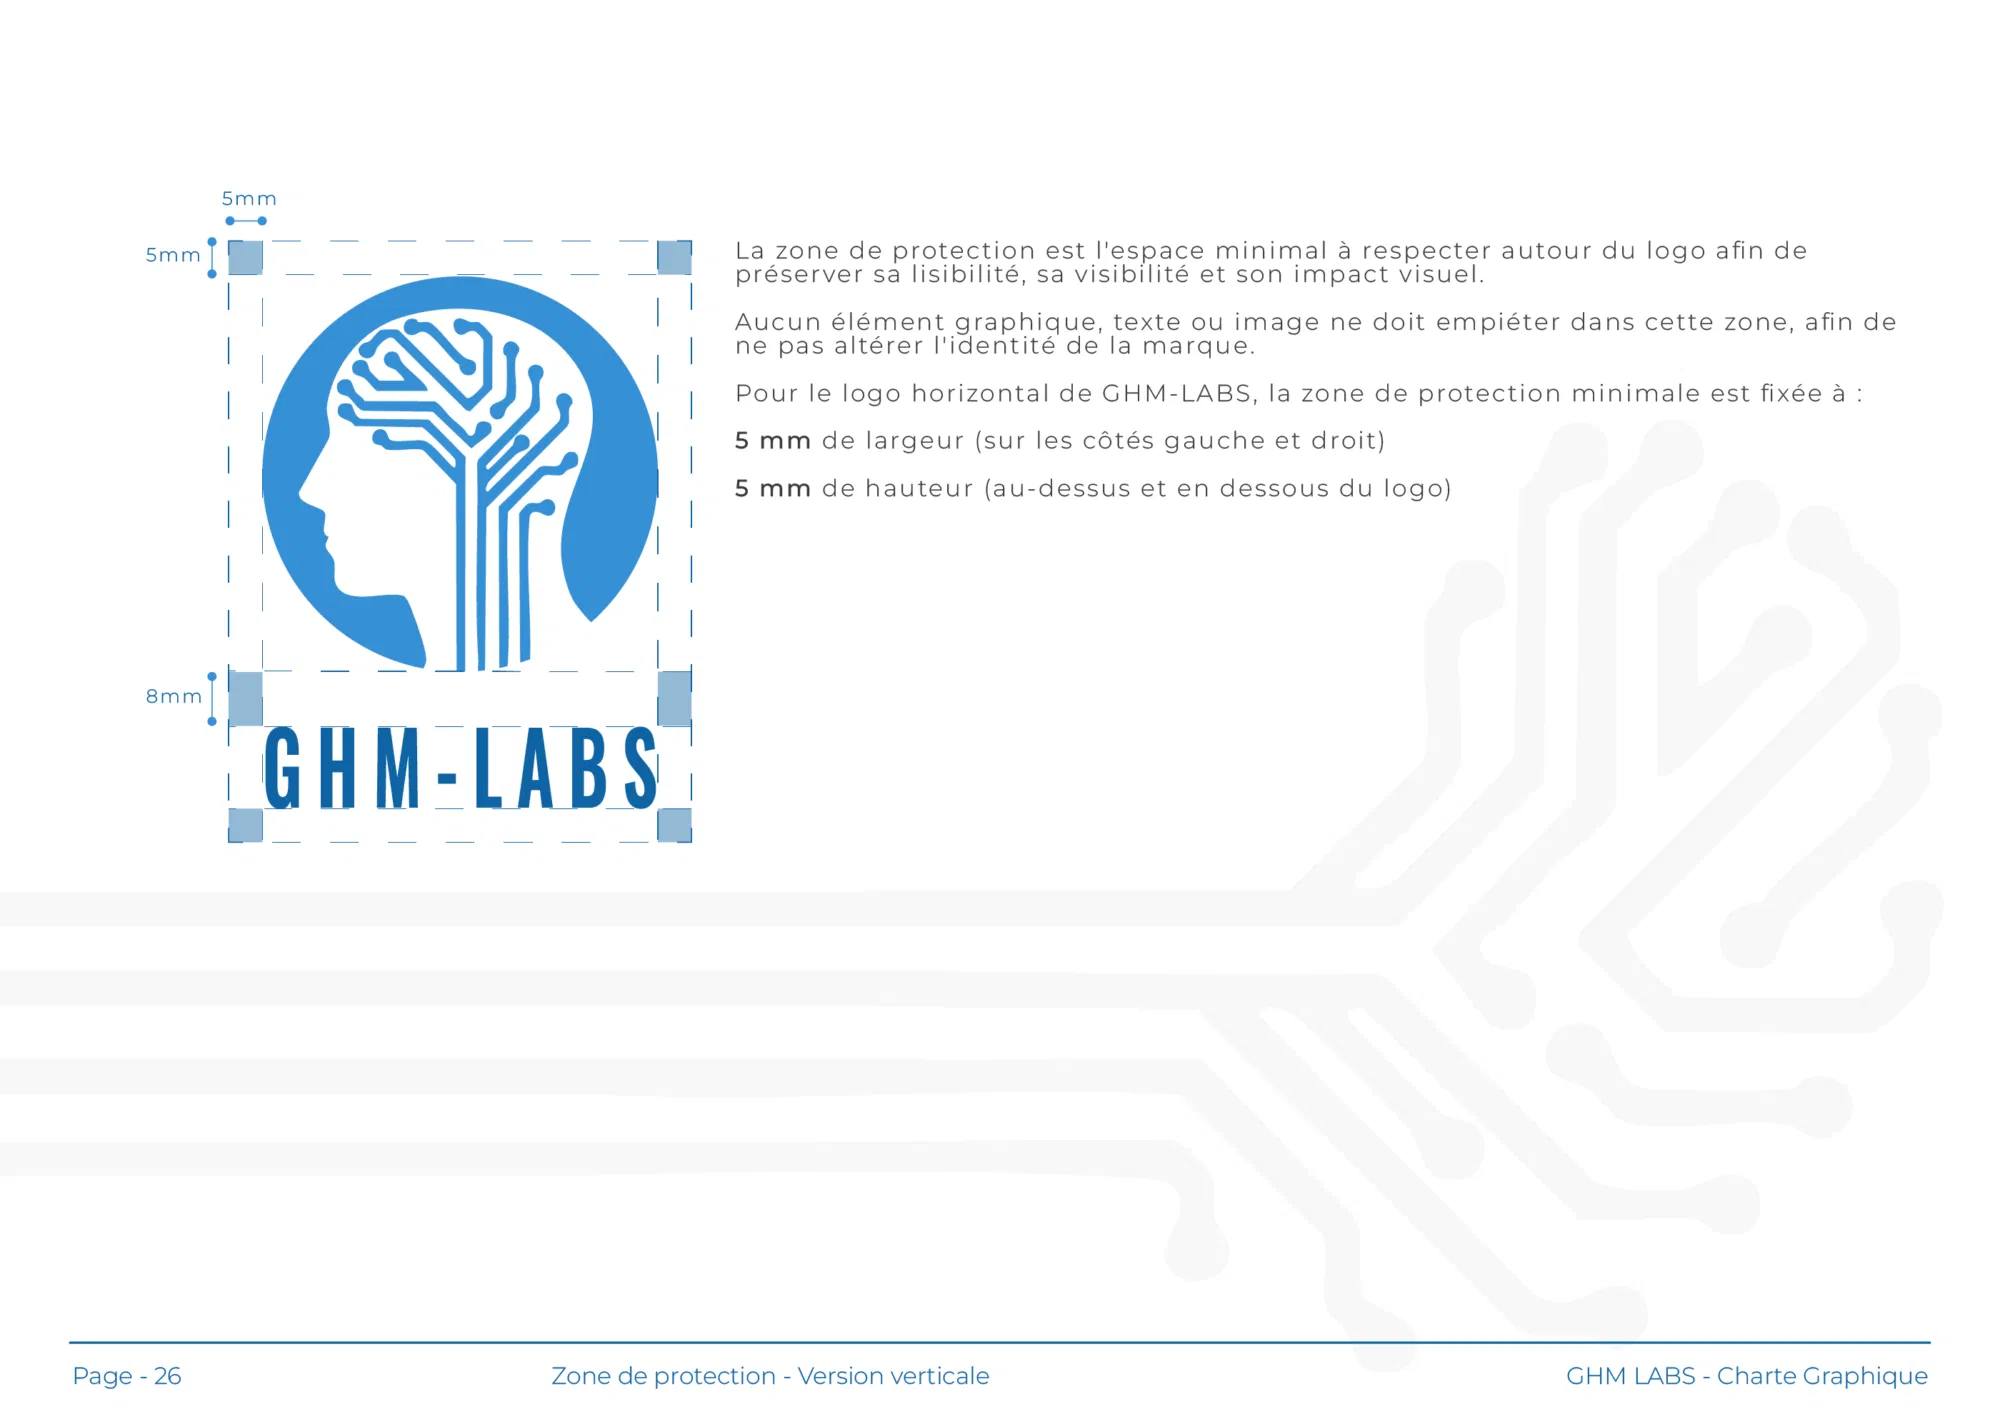 5mm
5mm
La zone de protection est l'espace minimal à respecter autour du logo afin de
préserver sa lisibilité, sa visibilité et son impact visuel.
Aucun élément graphique, texte ou image ne doit empiéter dans cette zone, afin de
ne pas altérer l'identité de la marque.
Pour le logo horizontal de GHM-LABS, la zone de protection minimale est fixée à :
5 mm de largeur (sur les côtés gauche et droit)
5 mm de hauteur (au-dessus et en dessous du logo)
8mm
GHM-LABS
Page - 26
Zone de protection - Version verticale
GHM LABS - Charte Graphique